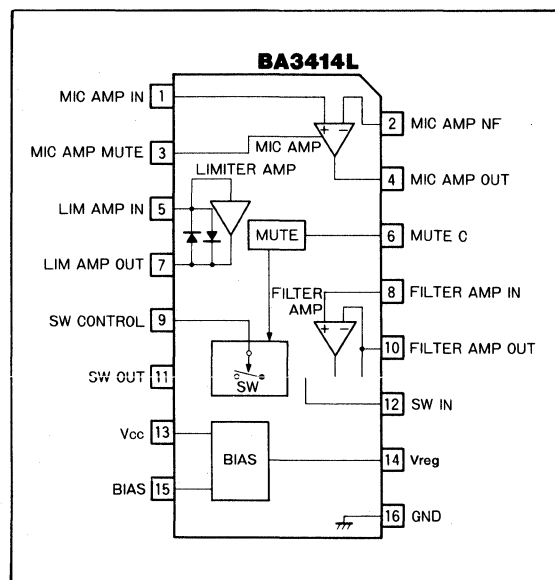 BA3414L
MIC AMP IN 1
2 MIC AMP NF
MIC AMP MUTE 3
+ −
MIC AMP
4 MIC AMP OUT
LIMITER AMP
LIM AMP IN 5
MUTE
6 MUTE C
LIM AMP OUT 7
FILTER
AMP
8 FILTER AMP IN
SW CONTROL 9
+ −
10 FILTER AMP OUT
SW OUT 11
SW
12 SW IN
Vcc 13
BIAS
14 Vreg
BIAS 15
16 GND